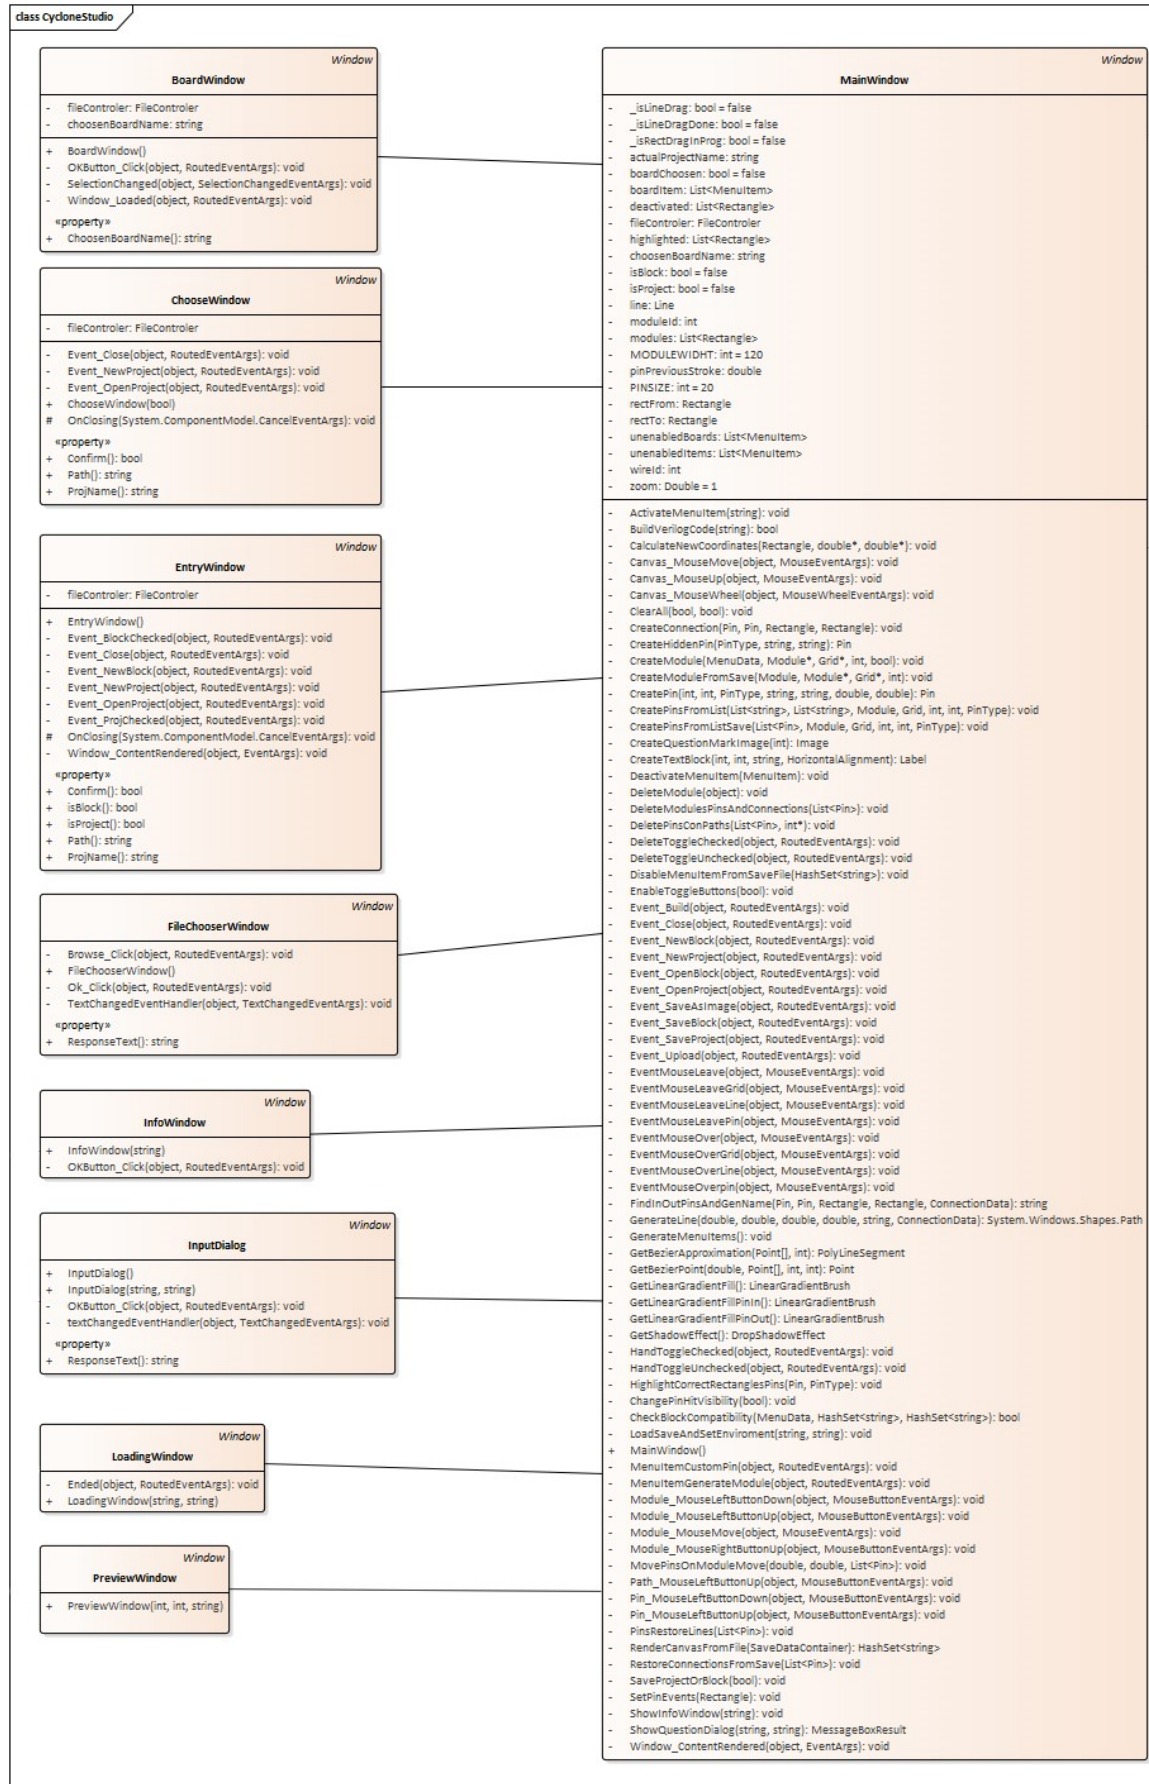 class CycloneStudio
Window
BoardWindow
- fileControler: FileControler
- choosenBoardName: string
+ BoardWindow()
- OKButton_Click(object, RoutedEventArgs): void
- SelectionChanged(object, SelectionChangedEventArgs): void
- Window_Loaded(object, RoutedEventArgs): void
«property»
+ ChoosenBoardName(): string
Window
ChooseWindow
- fileControler: FileControler
- Event_Close(object, RoutedEventArgs): void
- Event_NewProject(object, RoutedEventArgs): void
- Event_OpenProject(object, RoutedEventArgs): void
+ ChooseWindow(bool)
# OnClosing(System.ComponentModel.CancelEventArgs): void
«property»
+ Confirm(): bool
+ Path(): string
+ ProjName(): string
Window
EntryWindow
- fileControler: FileControler
+ EntryWindow()
- Event_BlockChecked(object, RoutedEventArgs): void
- Event_Close(object, RoutedEventArgs): void
- Event_NewBlock(object, RoutedEventArgs): void
- Event_NewProject(object, RoutedEventArgs): void
- Event_OpenProject(object, RoutedEventArgs): void
- Event_ProjChecked(object, RoutedEventArgs): void
# OnClosing(System.ComponentModel.CancelEventArgs): void
- Window_ContentRendered(object, EventArgs): void
«property»
+ Confirm(): bool
+ isBlock(): bool
+ isProject(): bool
+ Path(): string
+ ProjName(): string
Window
FileChooserWindow
- Browse_Click(object, RoutedEventArgs): void
+ FileChooserWindow()
- Ok_Click(object, RoutedEventArgs): void
- TextChangedEventHandler(object, TextChangedEventArgs): void
«property»
+ ResponseText(): string
Window
InfoWindow
+ InfoWindow(string)
- OKButton_Click(object, RoutedEventArgs): void
Window
InputDialog
+ InputDialog()
+ InputDialog(string, string)
- OKButton_Click(object, RoutedEventArgs): void
- textChangedEventHandler(object, TextChangedEventArgs): void
«property»
+ ResponseText(): string
Window
LoadingWindow
- Ended(object, RoutedEventArgs): void
+ LoadingWindow(string, string)
Window
PreviewWindow
+ PreviewWindow(int, int, string)
Window
MainWindow
- _isLineDrag: bool = false
- _isLineDragDone: bool = false
- _isRectDragInProg: bool = false
- actualProjectName: string
- boardChoosen: bool = false
- boardItem: List<MenuItem>
- deactivated: List<Rectangle>
- fileControler: FileControler
- highlighted: List<Rectangle>
- choosenBoardName: string
- isBlock: bool = false
- isProject: bool = false
- line: Line
- moduleId: int
- modules: List<Rectangle>
- MODULEWIDHT: int = 120
- pinPreviousStroke: double
- PINSIZE: int = 20
- rectFrom: Rectangle
- rectTo: Rectangle
- unenabledBoards: List<MenuItem>
- unenabledItems: List<MenuItem>
- wireId: int
- zoom: Double = 1
- ActivateMenuItem(string): void
- BuildVerilogCode(string): bool
- CalculateNewCoordinates(Rectangle, double*, double*): void
- Canvas_MouseMove(object, MouseEventArgs): void
- Canvas_MouseUp(object, MouseEventArgs): void
- Canvas_MouseWheel(object, MouseWheelEventArgs): void
- ClearAll(bool, bool): void
- CreateConnection(Pin, Pin, Rectangle, Rectangle): void
- CreateHiddenPin(PinType, string, string): Pin
- CreateModule(MenuData, Module*, Grid*, int, bool): void
- CreateModuleFromSave(Module, Module*, Grid*, int): void
- CreatePin(int, int, PinType, string, string, double, double): Pin
- CreatePinsFromList(List<string>, List<string>, Module, Grid, int, int, PinType): void
- CreatePinsFromListSave(List<Pin>, Module, Grid, int, int, PinType): void
- CreateQuestionMarkImage(int): Image
- CreateTextBlock(int, int, string, HorizontalAlignment): Label
- DeactivateMenuItem(MenuItem): void
- DeleteModule(object): void
- DeleteModulesPinsAndConnections(List<Pin>): void
- DeletePinsConPaths(List<Pin>, int*): void
- DeleteToggleChecked(object, RoutedEventArgs): void
- DeleteToggleUnchecked(object, RoutedEventArgs): void
- DisableMenuItemFromSaveFile(HashSet<string>): void
- EnableToggleButtons(bool): void
- Event_Build(object, RoutedEventArgs): void
- Event_Close(object, RoutedEventArgs): void
- Event_NewBlock(object, RoutedEventArgs): void
- Event_NewProject(object, RoutedEventArgs): void
- Event_OpenBlock(object, RoutedEventArgs): void
- Event_OpenProject(object, RoutedEventArgs): void
- Event_SaveAsImage(object, RoutedEventArgs): void
- Event_SaveBlock(object, RoutedEventArgs): void
- Event_SaveProject(object, RoutedEventArgs): void
- Event_Upload(object, RoutedEventArgs): void
- EventMouseLeave(object, MouseEventArgs): void
- EventMouseLeaveGrid(object, MouseEventArgs): void
- EventMouseLeaveLine(object, MouseEventArgs): void
- EventMouseLeavePin(object, MouseEventArgs): void
- EventMouseOver(object, MouseEventArgs): void
- EventMouseOverGrid(object, MouseEventArgs): void
- EventMouseOverLine(object, MouseEventArgs): void
- EventMouseOverpin(object, MouseEventArgs): void
- FindInOutPinsAndGenName(Pin, Pin, Rectangle, Rectangle, ConnectionData): string
- GenerateLine(double, double, double, double, string, ConnectionData): System.Windows.Shapes.Path
- GenerateMenuItems(): void
- GetBezierApproximation(Point[], int): PolyLineSegment
- GetBezierPoint(double, Point[], int, int): Point
- GetLinearGradientFill(): LinearGradientBrush
- GetLinearGradientFillPinIn(): LinearGradientBrush
- GetLinearGradientFillPinOut(): LinearGradientBrush
- GetShadowEffect(): DropShadowEffect
- HandToggleChecked(object, RoutedEventArgs): void
- HandToggleUnchecked(object, RoutedEventArgs): void
- HighlightCorrectRectanglesPins(Pin, PinType): void
- ChangePinHitVisibility(bool): void
- CheckBlockCompatibility(MenuData, HashSet<string>, HashSet<string>): bool
- LoadSaveAndSetEnviroment(string, string): void
+ MainWindow()
- MenuItemCustomPin(object, RoutedEventArgs): void
- MenuItemGenerateModule(object, RoutedEventArgs): void
- Module_MouseLeftButtonDown(object, MouseButtonEventArgs): void
- Module_MouseLeftButtonUp(object, MouseButtonEventArgs): void
- Module_MouseMove(object, MouseEventArgs): void
- Module_MouseRightButtonUp(object, MouseButtonEventArgs): void
- MovePinsOnModuleMove(double, double, List<Pin>): void
- Path_MouseLeftButtonUp(object, MouseButtonEventArgs): void
- Pin_MouseLeftButtonDown(object, MouseButtonEventArgs): void
- Pin_MouseLeftButtonUp(object, MouseButtonEventArgs): void
- PinsRestoreLines(List<Pin>): void
- RenderCanvasFromFile(SaveDataContainer): HashSet<string>
- RestoreConnectionsFromSave(List<Pin>): void
- SaveProjectOrBlock(bool): void
- SetPinEvents(Rectangle): void
- ShowInfoWindow(string): void
- ShowQuestionDialog(string, string): MessageBoxResult
- Window_ContentRendered(object, EventArgs): void